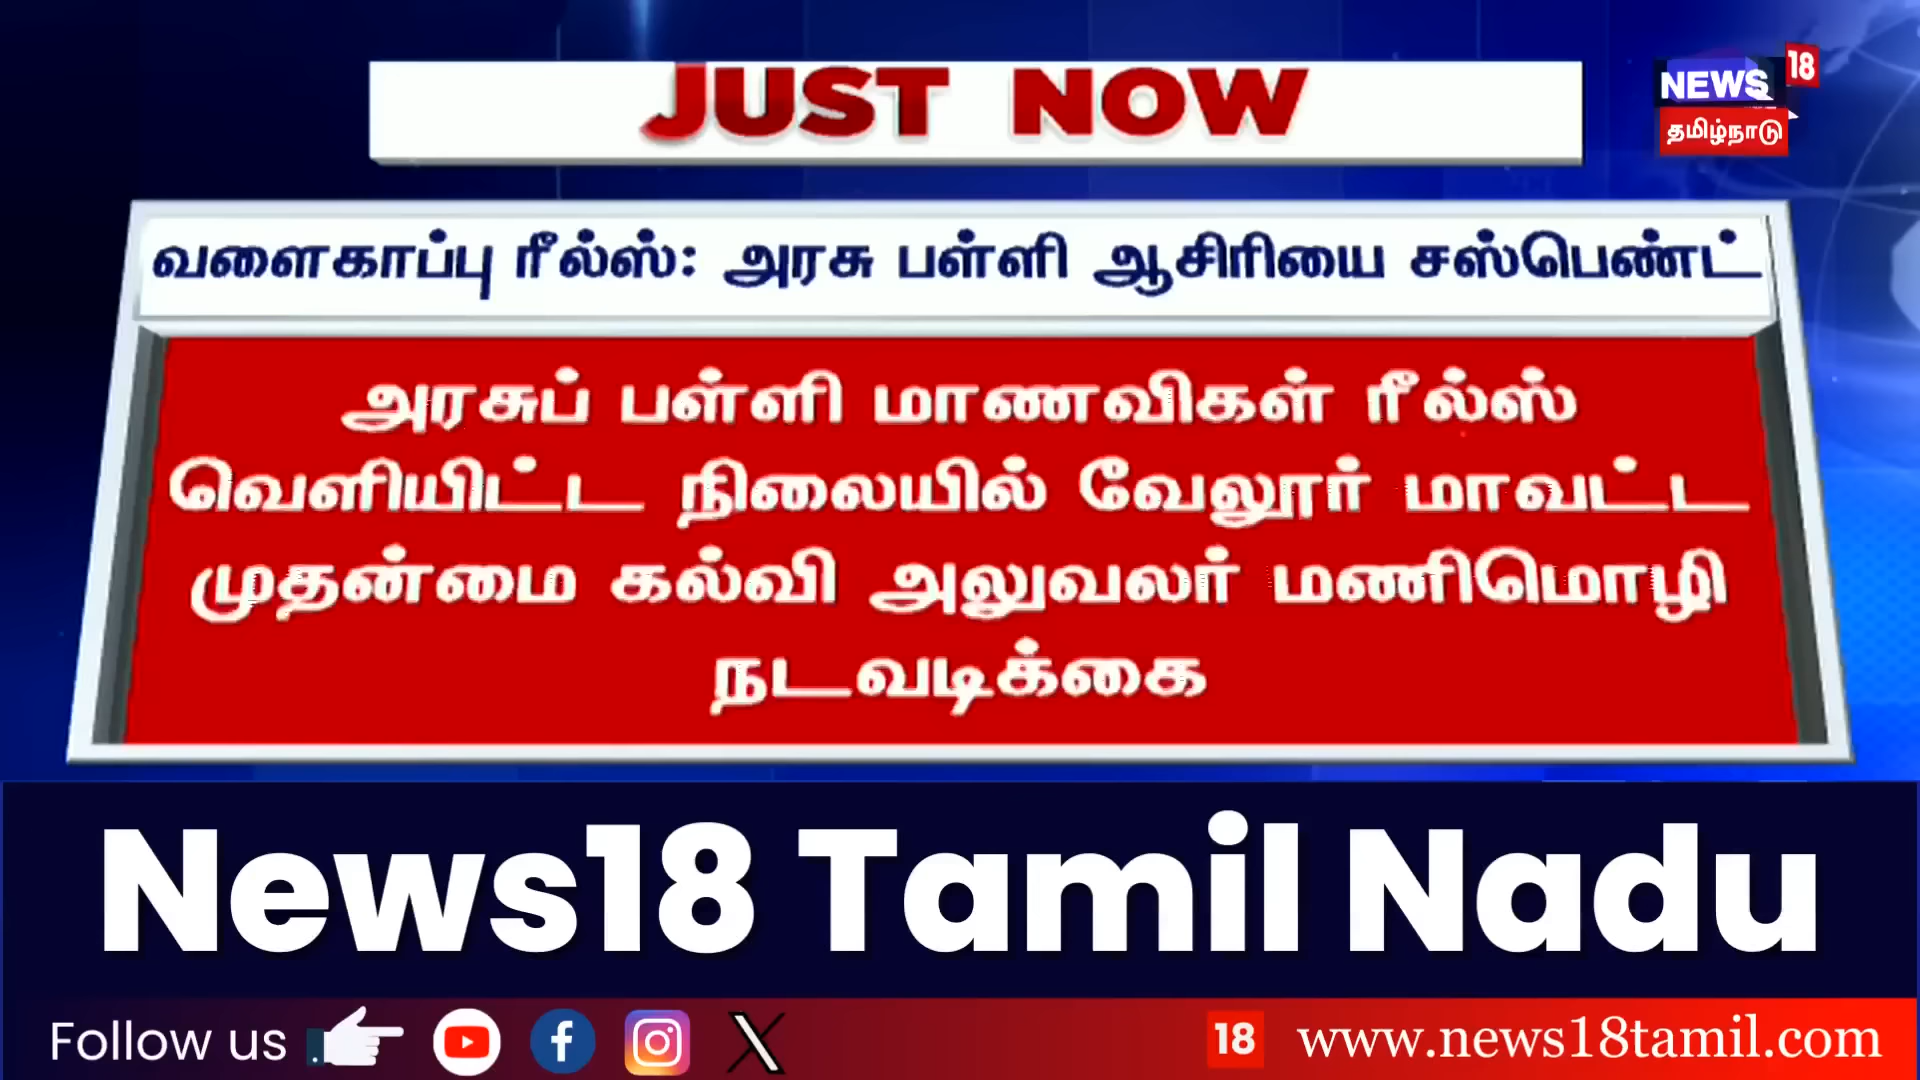 JUST NOW
NEWS 18
தமிழ்நாடு
வளைகாப்பு ரீல்ஸ்: அரசு பள்ளி ஆசிரியை சஸ்பெண்ட்
அரசுப் பள்ளி மாணவிகள் ரீல்ஸ்
வெளியிட்ட நிலையில் வேலூர் மாவட்ட
முதன்மை கல்வி அலுவலர் மணிமொழி
நடவடிக்கை
News18 Tamil Nadu
Follow us 18 www.news18tamil.com